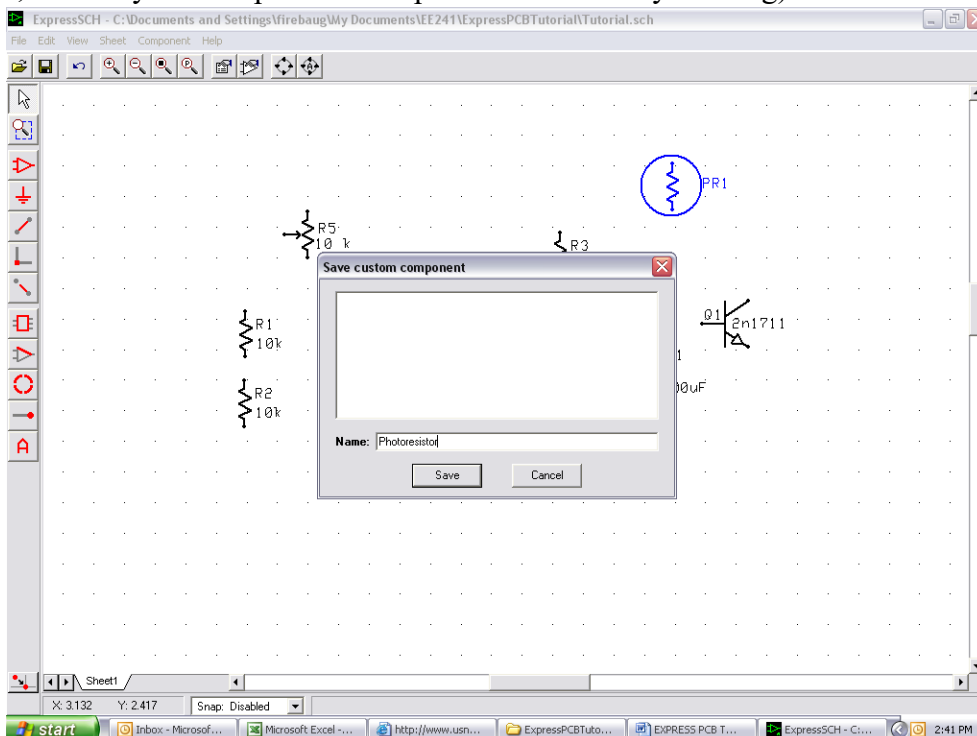 ExpressSCH - C:\Documents and Settings\firebaug\My Documents\EE241\ExpressPCBTutorial\Tutorial.sch
File Edit View Sheet Component Help
PR1
R5
10 k
R3
Save custom component
Q1
2n1711
R1
10k
1
00uF
R2
10k
Name: Photoresistor
Save Cancel
A
Sheet1
X: 3.132 Y: 2.417 Snap: Disabled
start Inbox - Microsof... Microsoft Excel -... http://www.usn... ExpressPCBTuto... EXPRESS PCB T... ExpressSCH - C:... 2:41 PM